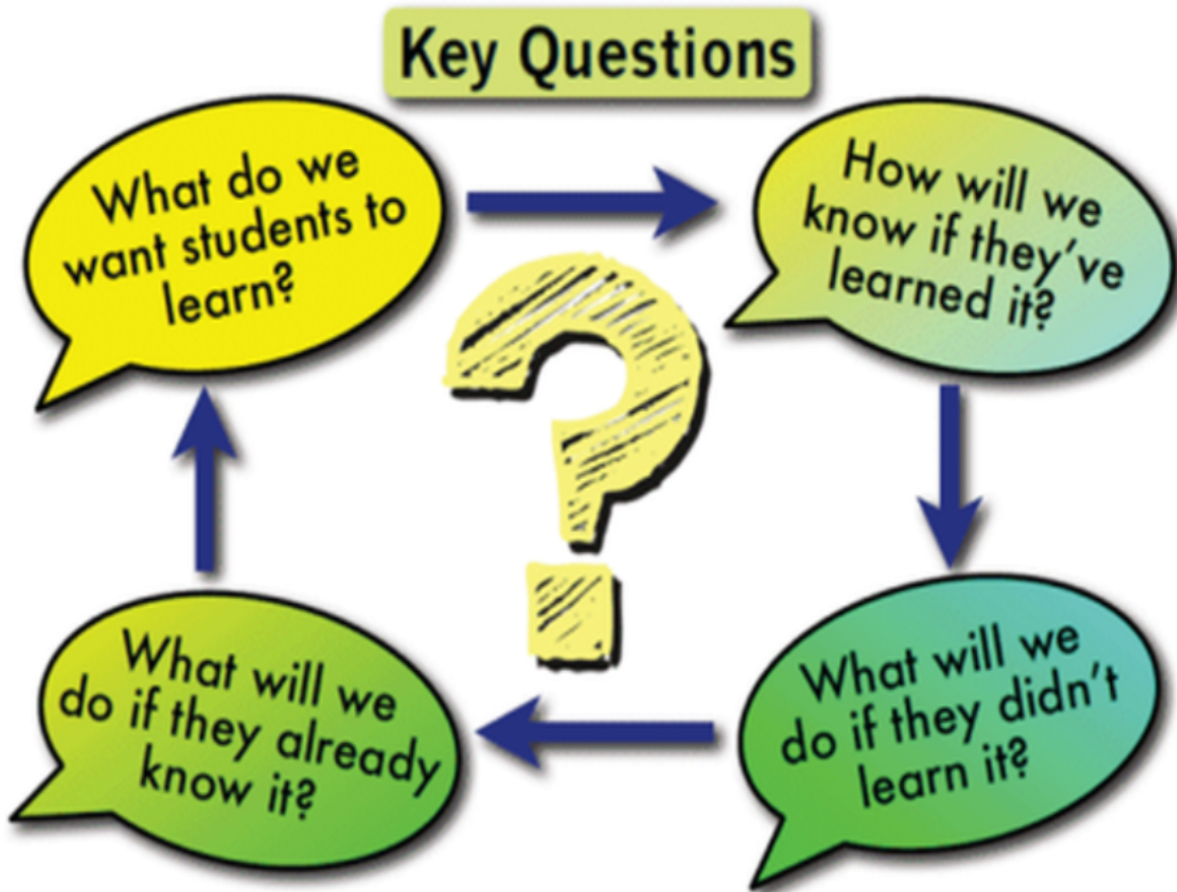 Key Questions
What do we
want students to
learn?
How will we
know if they've
learned it?
What will we
do if they didn't
learn it?
What will we
do if they already
know it?